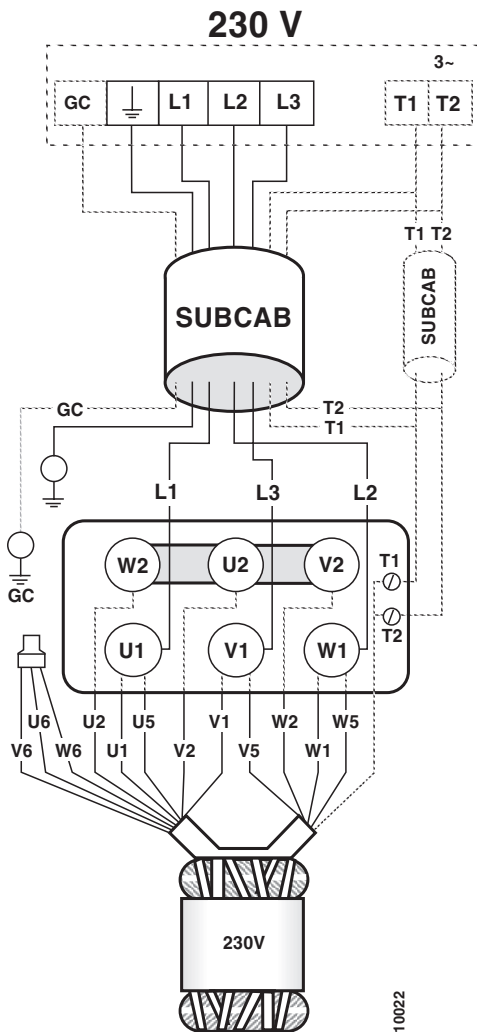 230 V
3~
GC L1 L2 L3 T1 T2
T1 T2
SUBCAB
SUBCAB
GC
T2
T1
L1 L3 L2
W2 U2 V2
T1
GC
T2
U1 V1 W1
U6 U2 U5 V1 W2 W5
V6 W6 U1 V2 V5 W1
230V
10022